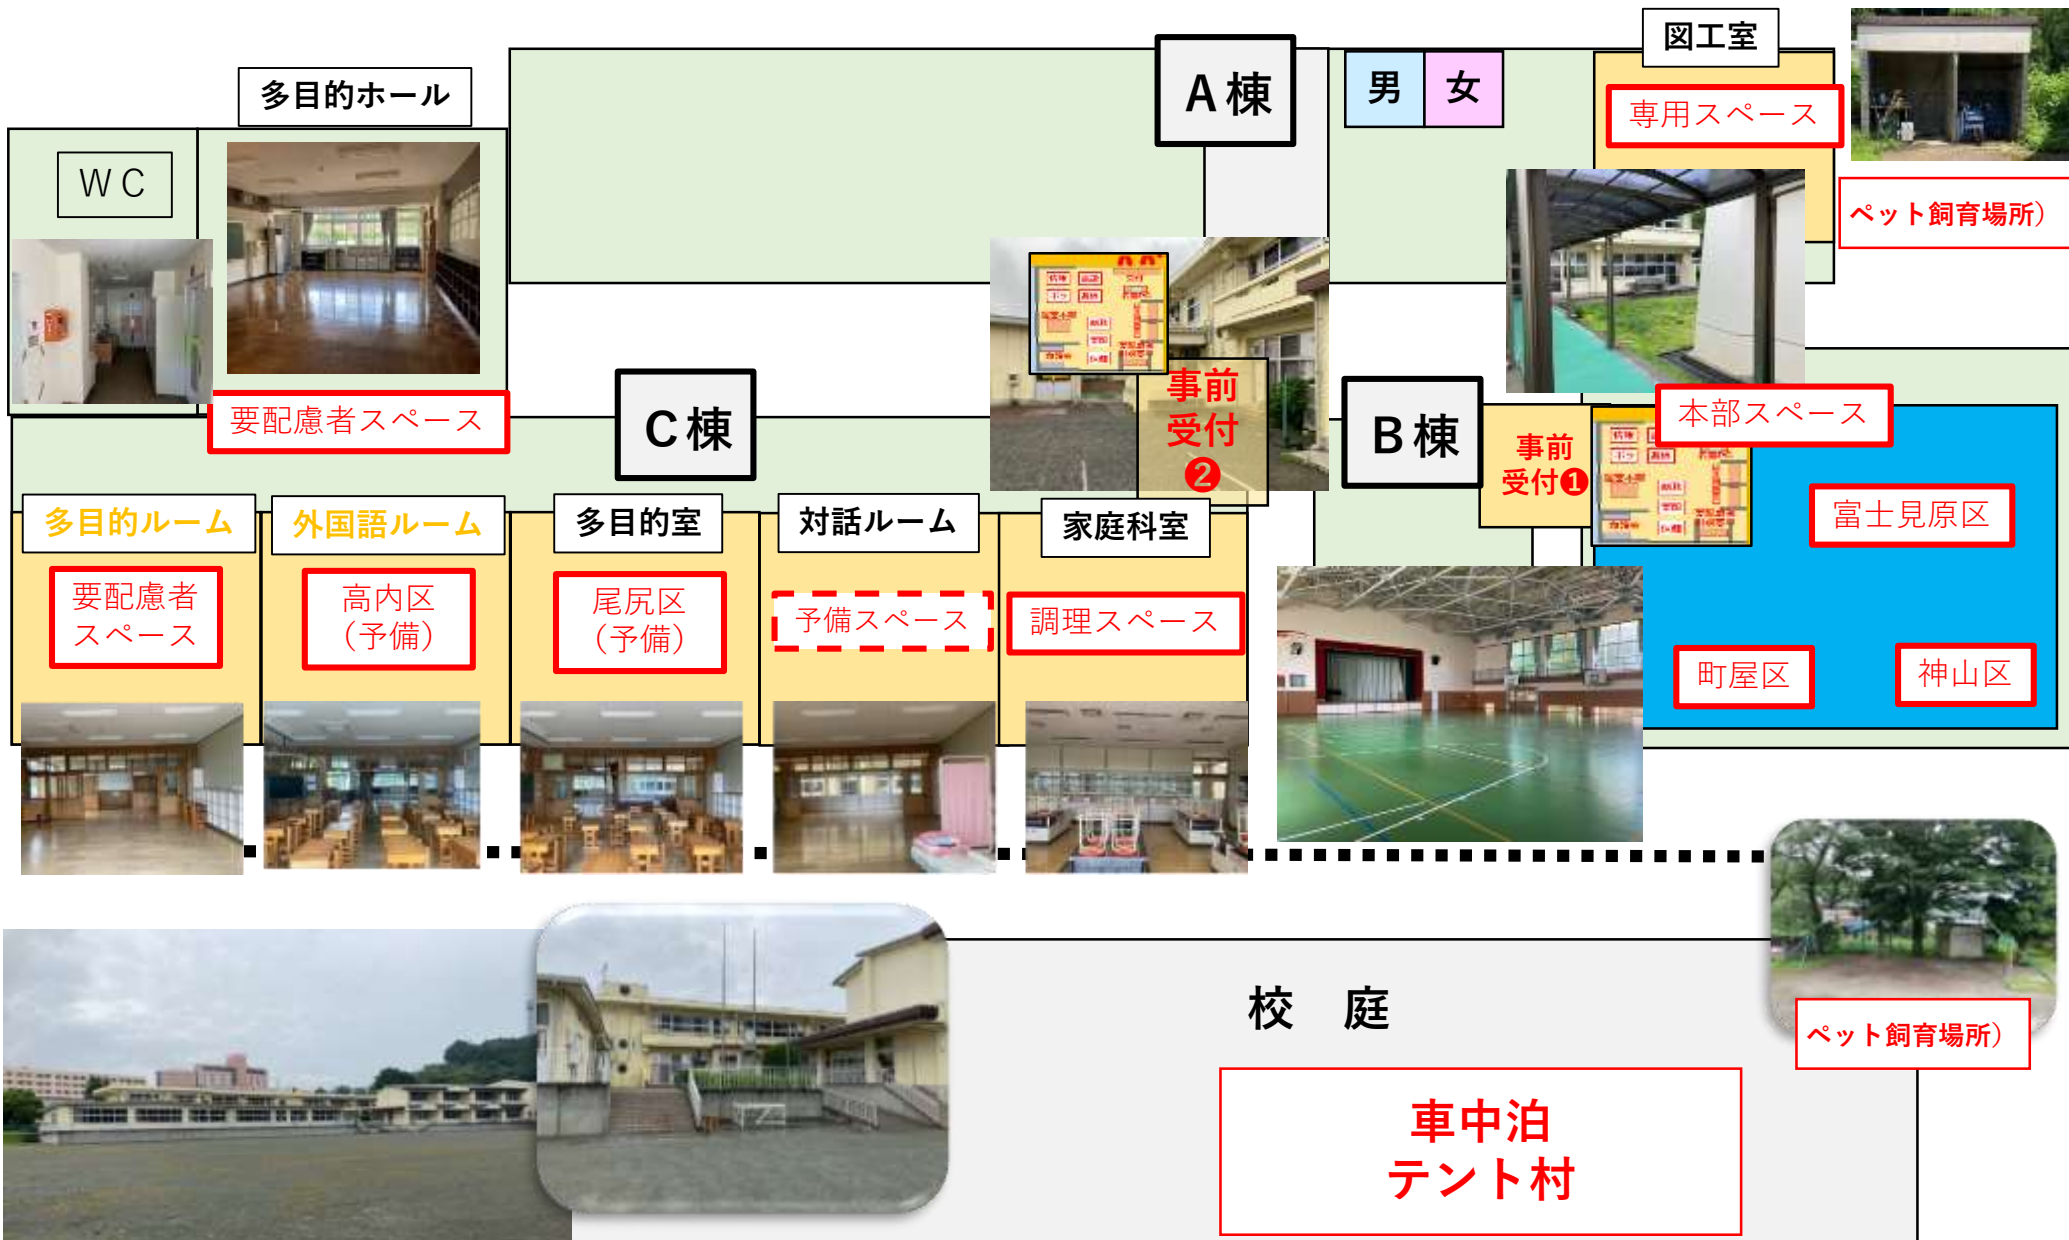 図工室
A棟
男
女
多目的ホール
専用スペース
WC
ペット飼育場所）
事前
受付
❷
要配慮者スペース
C棟
B棟
本部スペース
事前
受付❶
富士見原区
多目的ルーム
外国語ルーム
多目的室
対話ルーム
家庭科室
要配慮者
スペース
高内区
（予備）
尾尻区
（予備）
予備スペース
調理スペース
町屋区
神山区
校　庭
ペット飼育場所）
車中泊
テント村